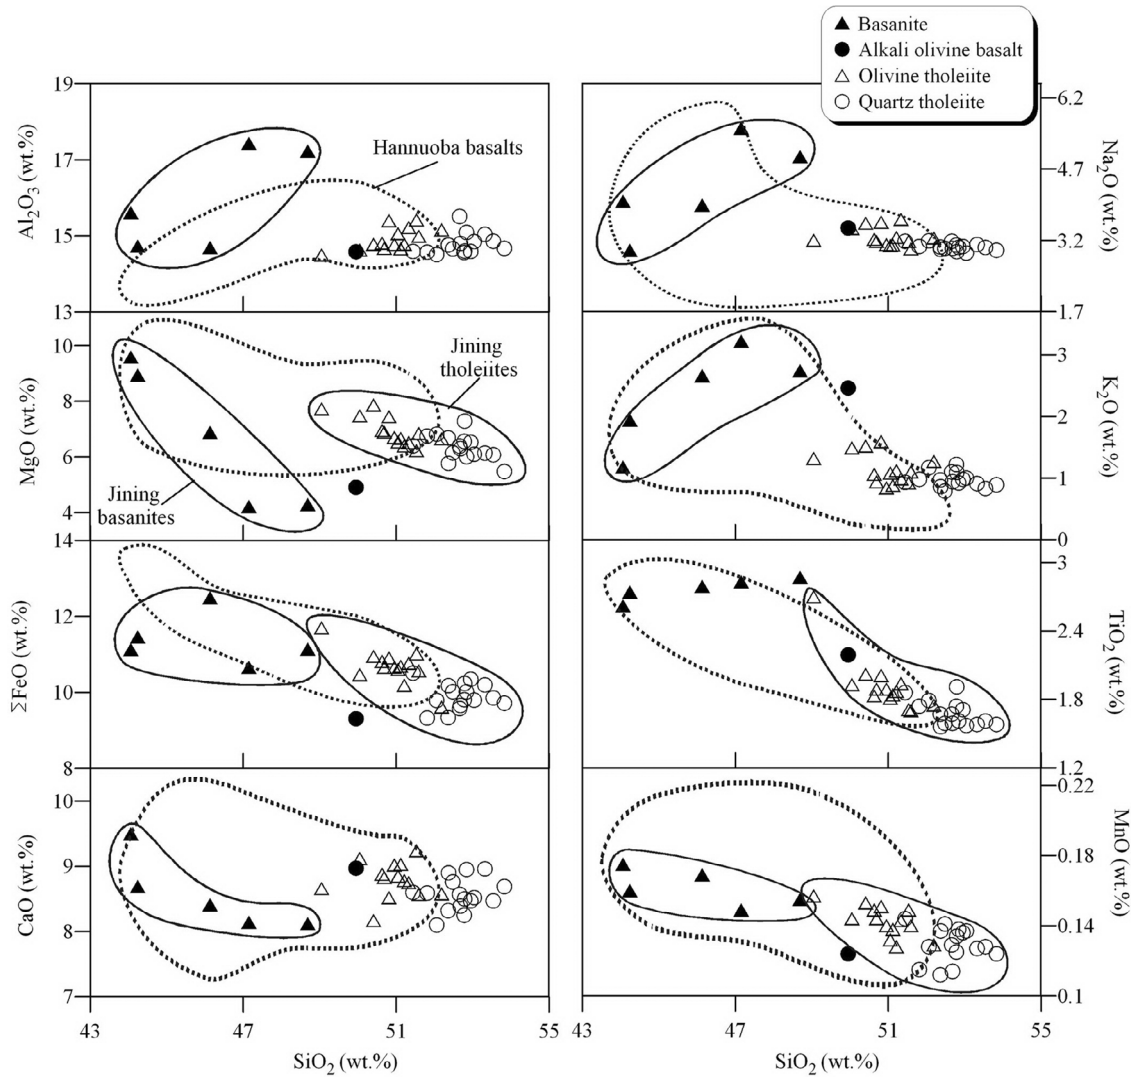 Basanite
Alkali olivine basalt
Olivine tholeiite
Quartz tholeiite
19
17
15
13
Al₂O₃ (wt.%)
Hannuoba basalts
6.2
4.7
3.2
1.7
Na₂O (wt.%)
10
8
6
4
MgO (wt.%)
Jining
tholeiites
Jining
basanites
3
2
1
0
K₂O (wt.%)
14
12
10
8
ΣFeO (wt.%)
3
2.4
1.8
1.2
TiO₂ (wt.%)
10
9
8
7
CaO (wt.%)
0.22
0.18
0.14
0.1
MnO (wt.%)
43
47
51
55
SiO₂ (wt.%)
43
47
51
55
SiO₂ (wt.%)